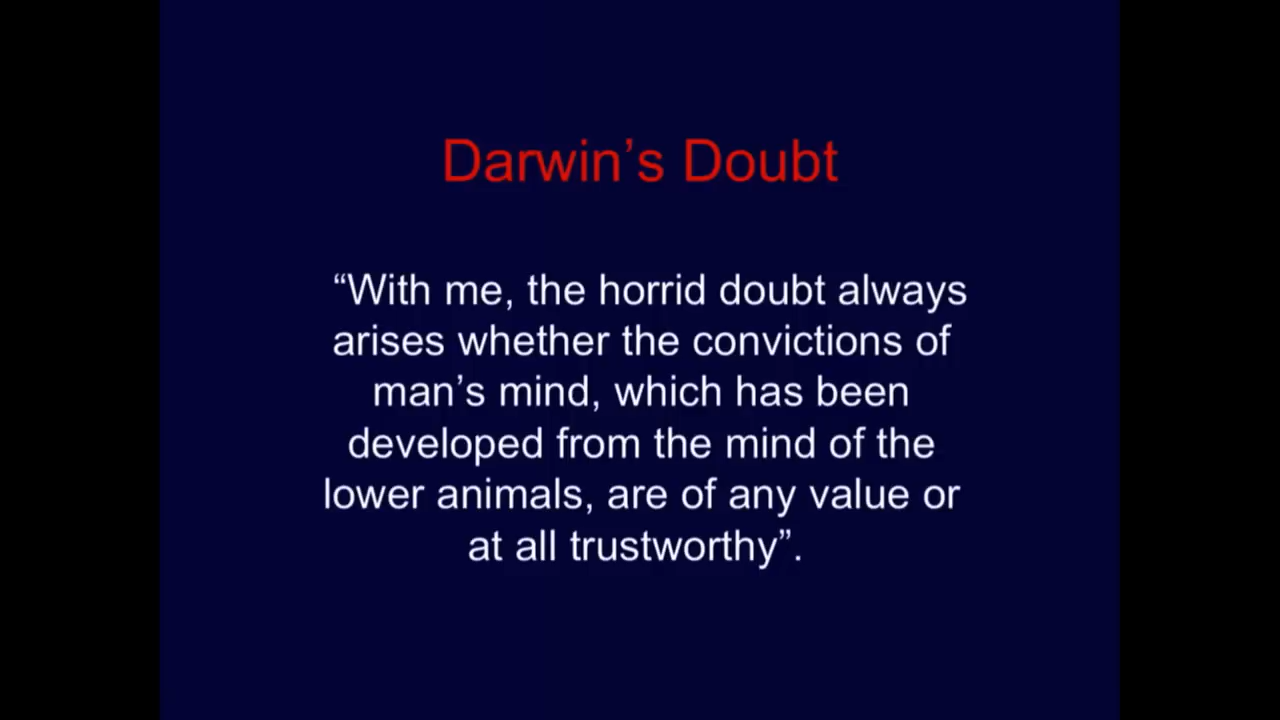 Darwin’s Doubt
“With me, the horrid doubt always
arises whether the convictions of
man’s mind, which has been
developed from the mind of the
lower animals, are of any value or
at all trustworthy”.